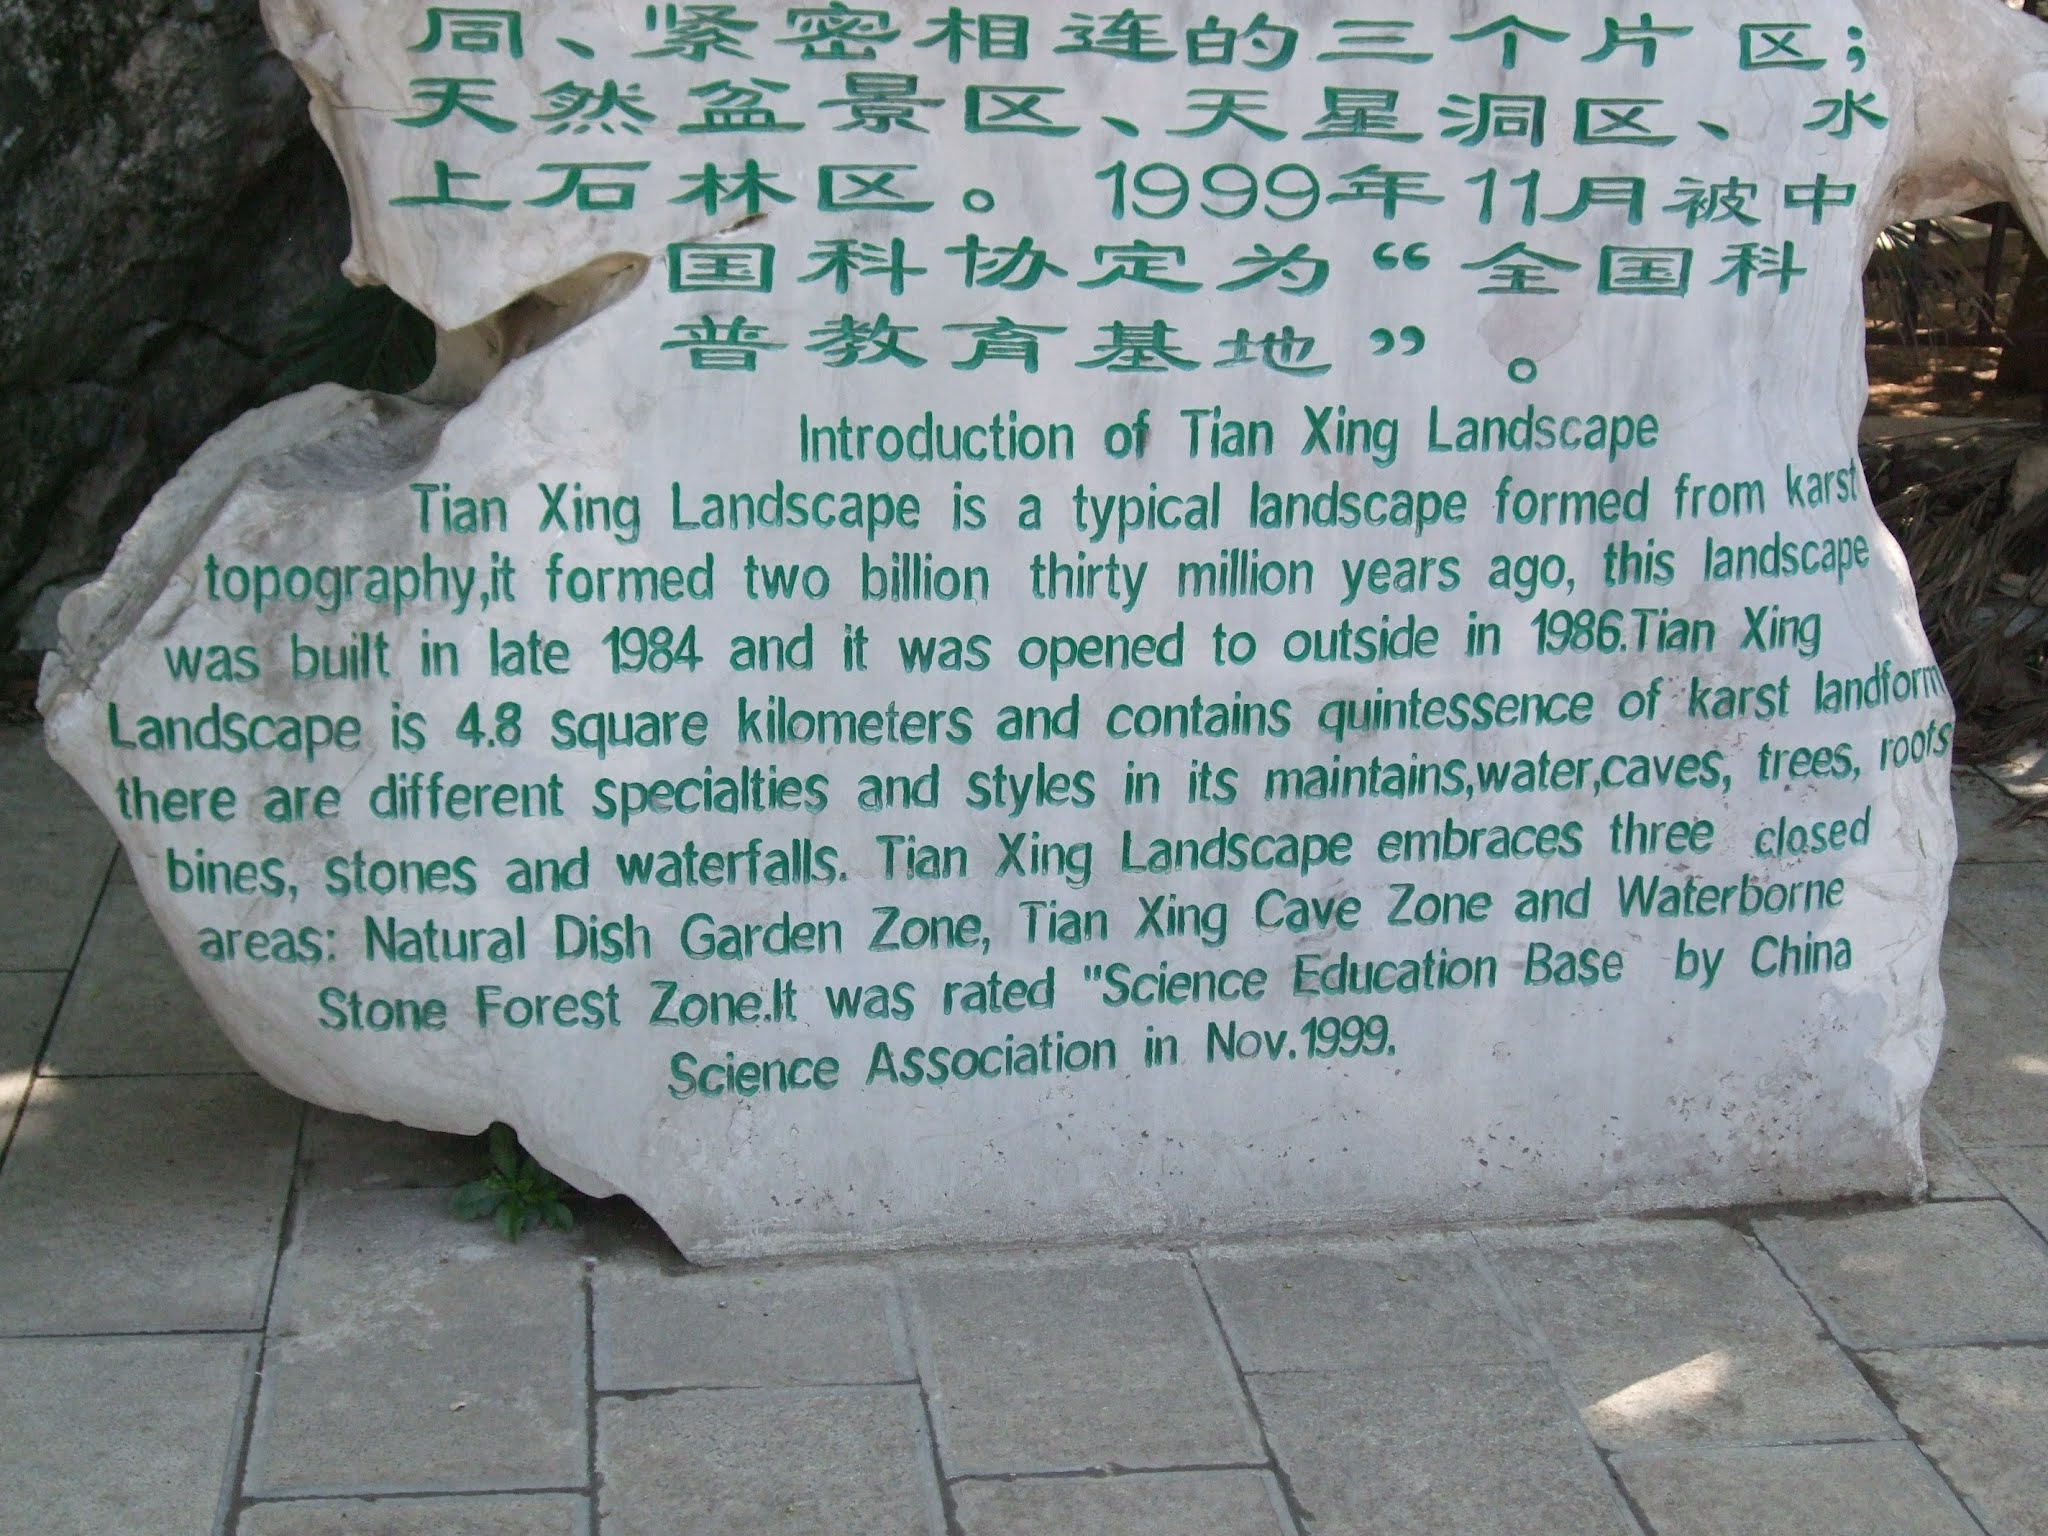 同、紧密相连的三个片区；
天然盆景区、天星洞区、水
上石林区。1999年11月被中
国科协定为“全国科
普教育基地”。
Introduction of Tian Xing Landscape
Tian Xing Landscape is a typical landscape formed from karst
topography,it formed two billion thirty million years ago, this landscape
was built in late 1984 and it was opened to outside in 1986.Tian Xing
Landscape is 4.8 square kilometers and contains quintessence of karst landform
there are different specialties and styles in its maintains,water,caves, trees, roots
bines, stones and waterfalls. Tian Xing Landscape embraces three closed
areas: Natural Dish Garden Zone, Tian Xing Cave Zone and Waterborne
Stone Forest Zone.It was rated "Science Education Base by China
Science Association in Nov.1999.